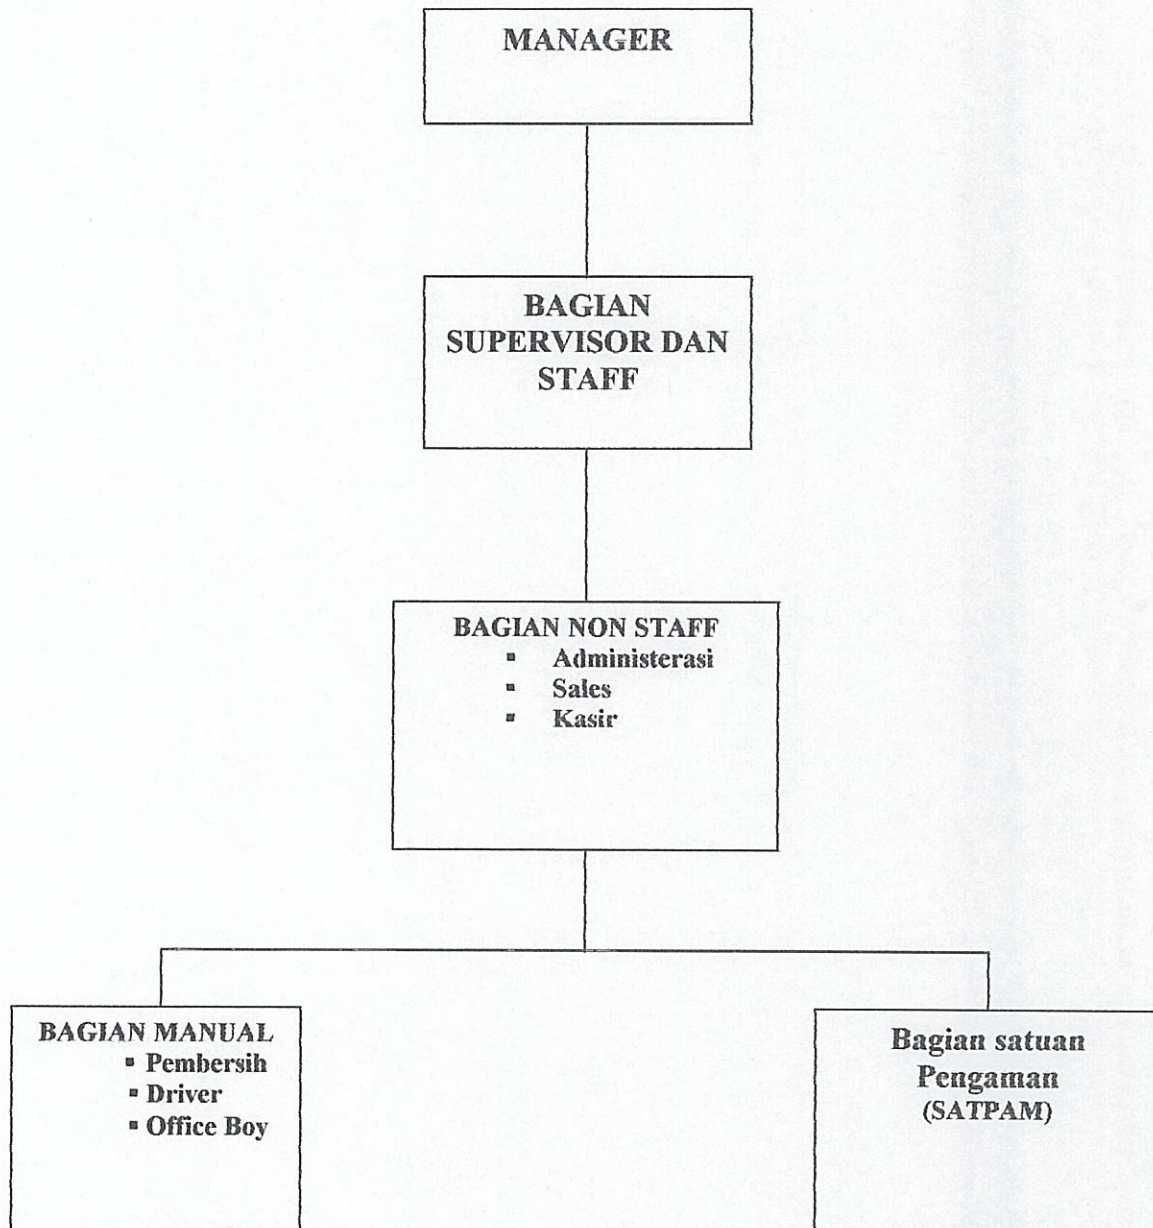 MANAGER
BAGIAN
SUPERVISOR DAN
STAFF
BAGIAN NON STAFF
▪ Administerasi
▪ Sales
▪ Kasir
BAGIAN MANUAL
▪ Pembersih
▪ Driver
▪ Office Boy
Bagian satuan
Pengaman
(SATPAM)